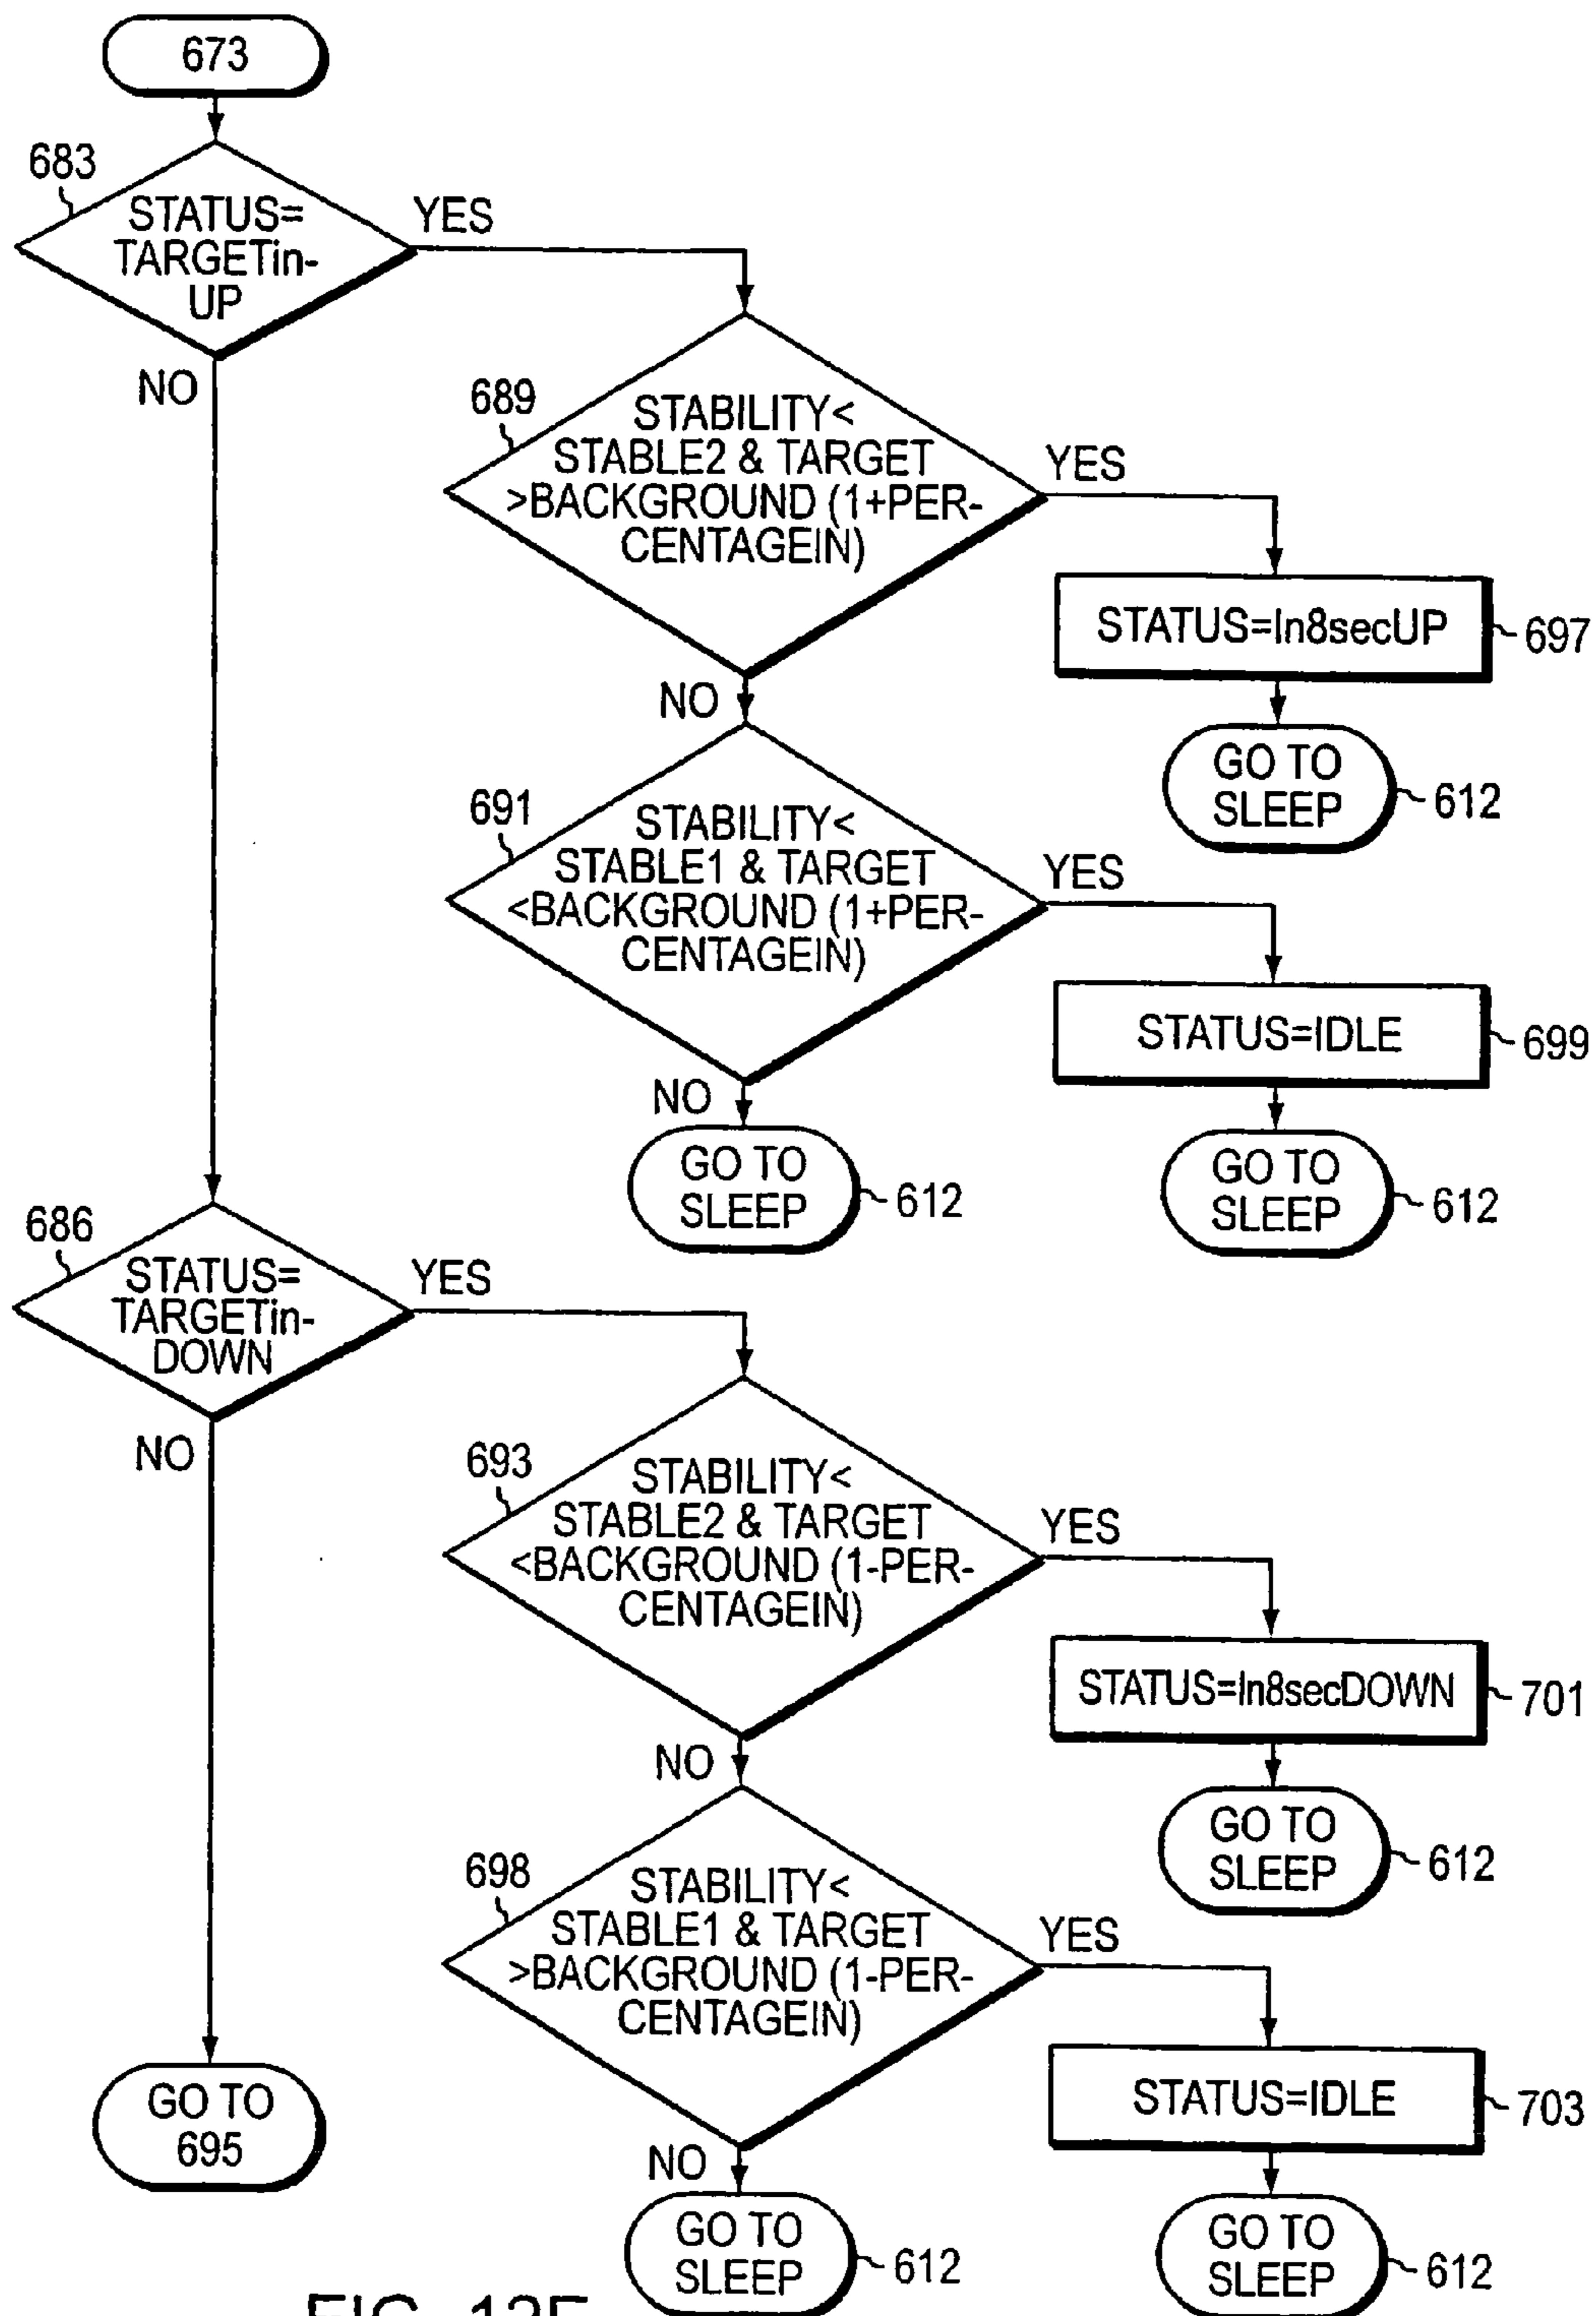 673
683
STATUS=
TARGETin-
UP
YES
NO
689
STABILITY<
STABLE2 & TARGET
>BACKGROUND (1+PER-
CENTAGEIN)
YES
STATUS=In8secUP
697
NO
GO TO
SLEEP
612
691
STABILITY<
STABLE1 & TARGET
<BACKGROUND (1+PER-
CENTAGEIN)
YES
STATUS=IDLE
699
NO
GO TO
SLEEP
612
GO TO
SLEEP
612
686
STATUS=
TARGETin-
DOWN
YES
NO
693
STABILITY<
STABLE2 & TARGET
<BACKGROUND (1-PER-
CENTAGEIN)
YES
STATUS=In8secDOWN
701
NO
GO TO
SLEEP
612
698
STABILITY<
STABLE1 & TARGET
>BACKGROUND (1-PER-
CENTAGEIN)
YES
STATUS=IDLE
703
GO TO
695
NO
GO TO
SLEEP
612
GO TO
SLEEP
612